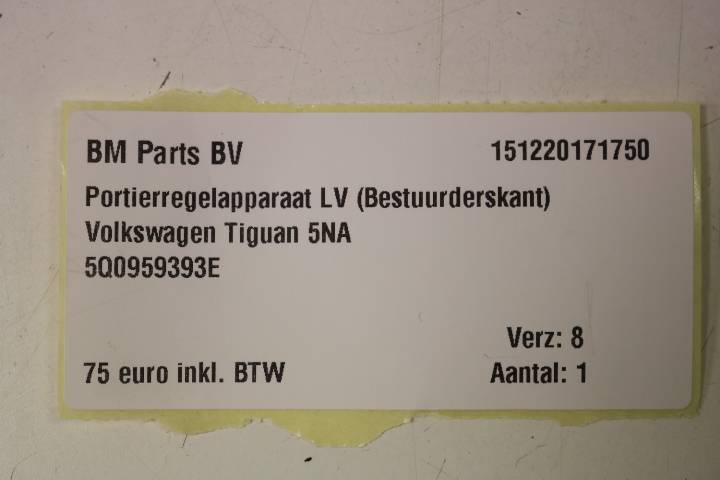 BM Parts BV 151220171750
Portierregelapparaat LV (Bestuurderskant)
Volkswagen Tiguan 5NA
5Q0959393E
Verz: 8
75 euro inkl. BTW Aantal: 1